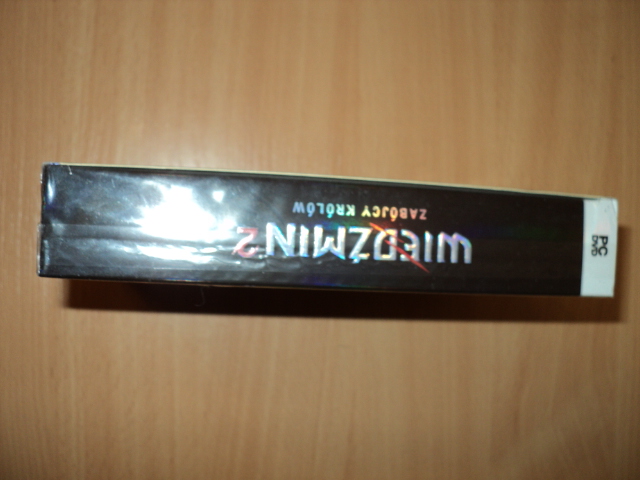 PC
DVD
WIEDŹMIN 2
ZABÓJCY KRÓLÓW